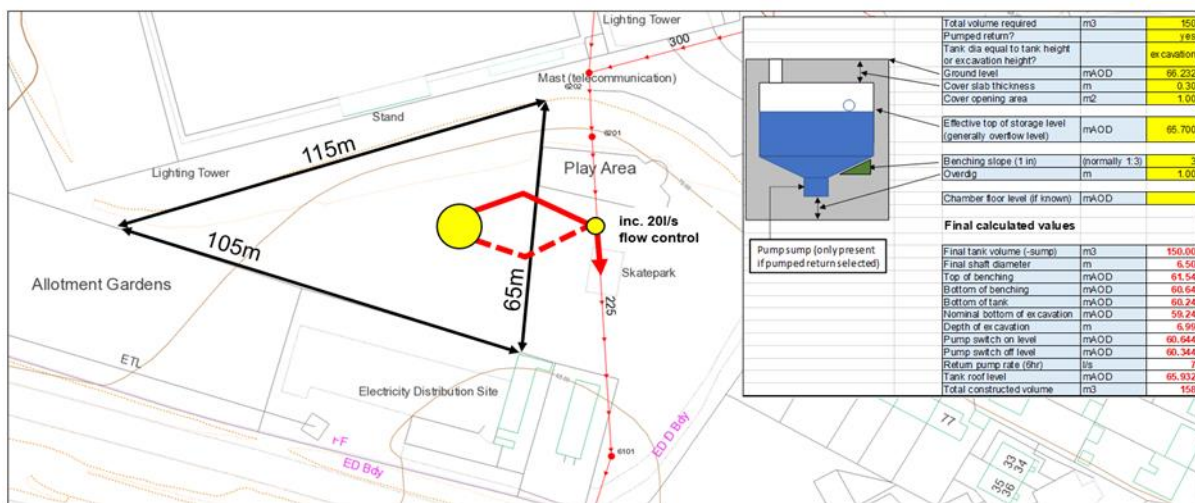 Lighting Tower
300
Mast (telecommunication)
6202
Stand
6201
115m
Lighting Tower
Play Area
inc. 20l/s
flow control
105m
65m
Skatepark
Allotment Gardens
225
ETL
Electricity Distribution Site
rF
ED Bdy
ED D Bdy
6101
77
33
34
35
36
Total volume required m3 150
Pumped return? yes
Tank dia equal to tank height
or excavation height? excavation
Ground level mAOD 66.232
Cover slab thickness m 0.30
Cover opening area m2 1.00
Effective top of storage level
(generally overflow level) mAOD 65.700
Benching slope (1 in) (normally 1:3) 3
Overdig m 1.00
Chamber floor level (if known) mAOD
Final calculated values
Pump sump (only present
if pumped return selected)
Final tank volume (-sump) m3 150.00
Final shaft diameter m 6.50
Top of benching mAOD 61.54
Bottom of benching mAOD 60.64
Bottom of tank mAOD 60.24
Nominal bottom of excavation mAOD 59.24
Depth of excavation m 6.99
Pump switch on level mAOD 60.644
Pump switch off level mAOD 60.344
Return pump rate (6hr) l/s 7
Tank roof level mAOD 65.932
Total constructed volume m3 158